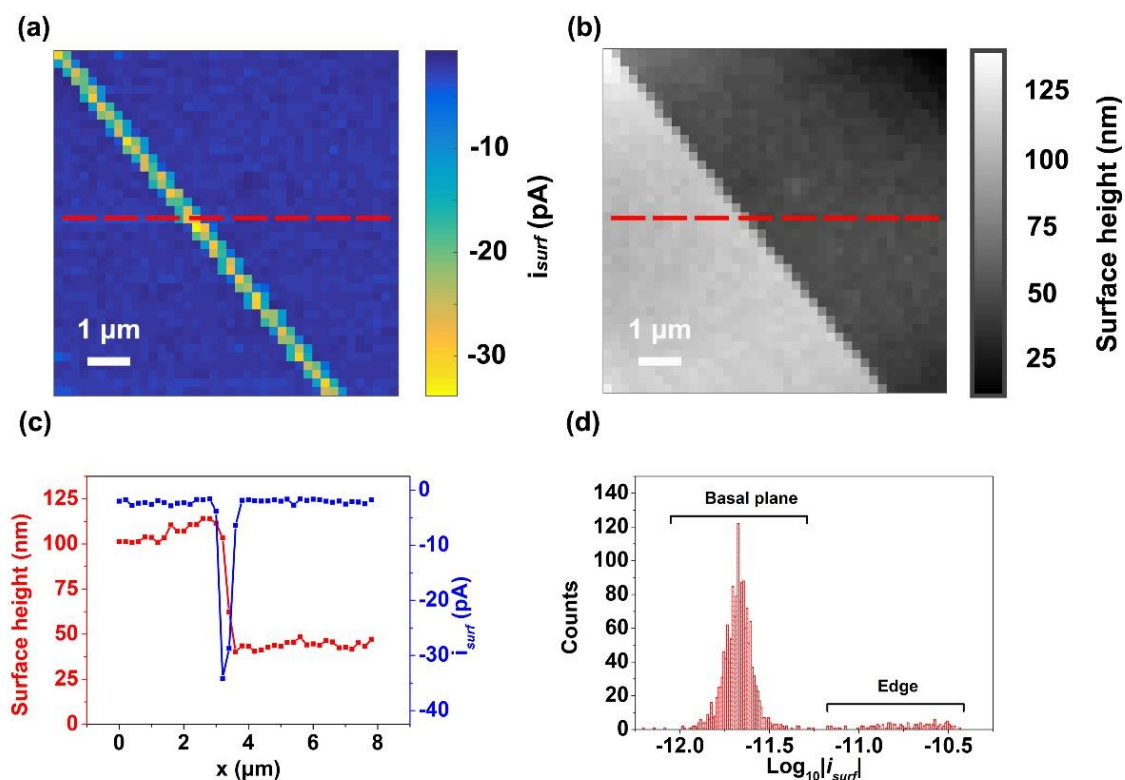 (a)
-10
-20
-30
i_surf (pA)
1 µm
(b)
125
100
75
50
25
Surface height (nm)
1 µm
(c)
125
100
75
50
25
0
Surface height (nm)
0
-10
-20
-30
-40
i_surf (pA)
0 2 4 6 8
x (µm)
(d)
140
120
100
80
60
40
20
0
Counts
Basal plane
Edge
-12.0 -11.5 -11.0 -10.5
Log10|i_surf|